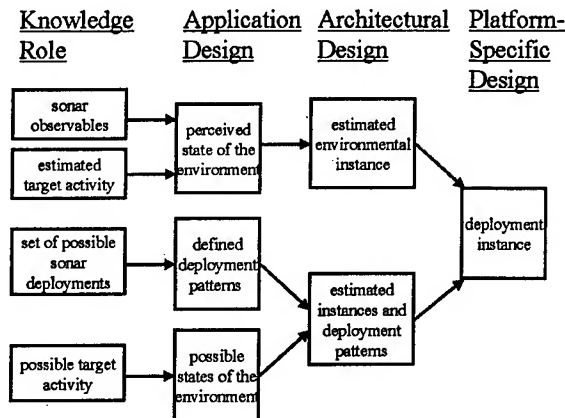 Knowledge
Role
Application
Design
Architectural
Design
Platform-
Specific
Design
sonar
observables
estimated
target activity
set of possible
sonar
deployments
possible target
activity
perceived
state of the
environment
defined
deployment
patterns
possible
states of the
environment
estimated
environmental
instance
estimated
instances and
deployment
patterns
deployment
instance